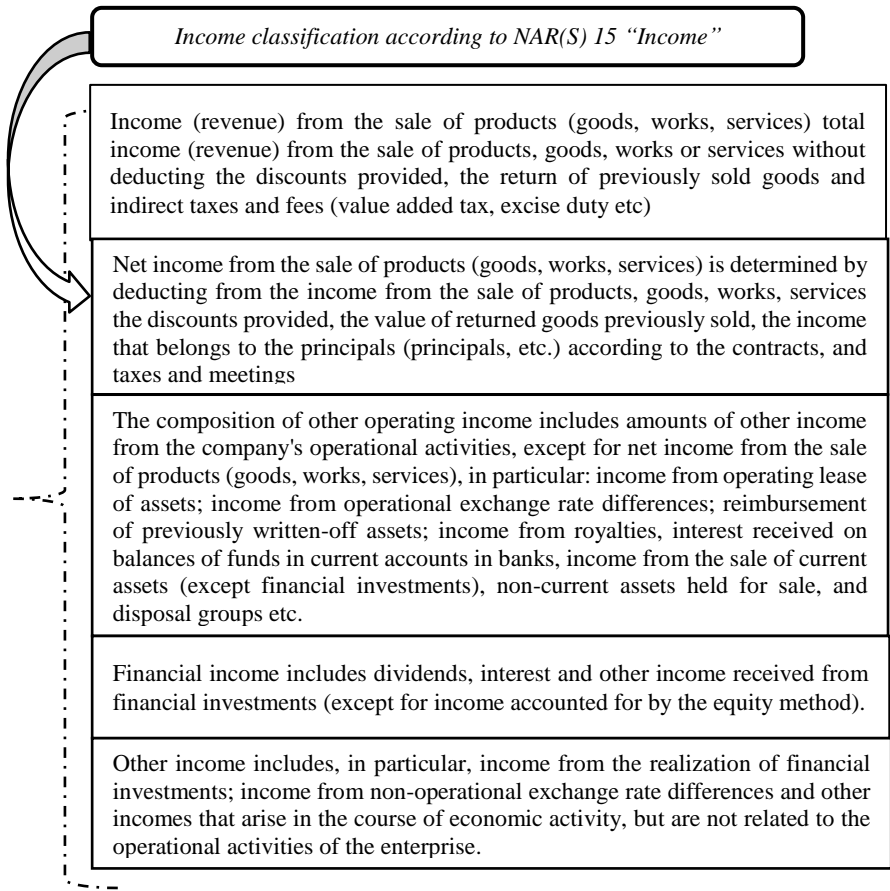 Income classification according to NAR(S) 15 “Income”
Income (revenue) from the sale of products (goods, works, services) total
income (revenue) from the sale of products, goods, works or services without
deducting the discounts provided, the return of previously sold goods and
indirect taxes and fees (value added tax, excise duty etc)
Net income from the sale of products (goods, works, services) is determined by
deducting from the income from the sale of products, goods, works, services
the discounts provided, the value of returned goods previously sold, the income
that belongs to the principals (principals, etc.) according to the contracts, and
taxes and meetings
The composition of other operating income includes amounts of other income
from the company's operational activities, except for net income from the sale
of products (goods, works, services), in particular: income from operating lease
of assets; income from operational exchange rate differences; reimbursement
of previously written-off assets; income from royalties, interest received on
balances of funds in current accounts in banks, income from the sale of current
assets (except financial investments), non-current assets held for sale, and
disposal groups etc.
Financial income includes dividends, interest and other income received from
financial investments (except for income accounted for by the equity method).
Other income includes, in particular, income from the realization of financial
investments; income from non-operational exchange rate differences and other
incomes that arise in the course of economic activity, but are not related to the
operational activities of the enterprise.